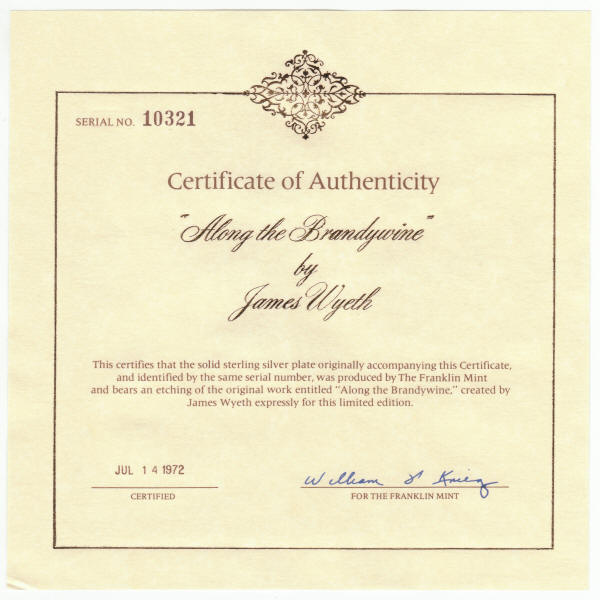 SERIAL NO. 10321
Certificate of Authenticity
"Along the Brandywine"
by
James Wyeth
This certifies that the solid sterling silver plate originally accompanying this Certificate,
and identified by the same serial number, was produced by The Franklin Mint
and bears an etching of the original work entitled "Along the Brandywine," created by
James Wyeth expressly for this limited edition.
JUL 14 1972
William
CERTIFIED
FOR THE FRANKLIN MINT